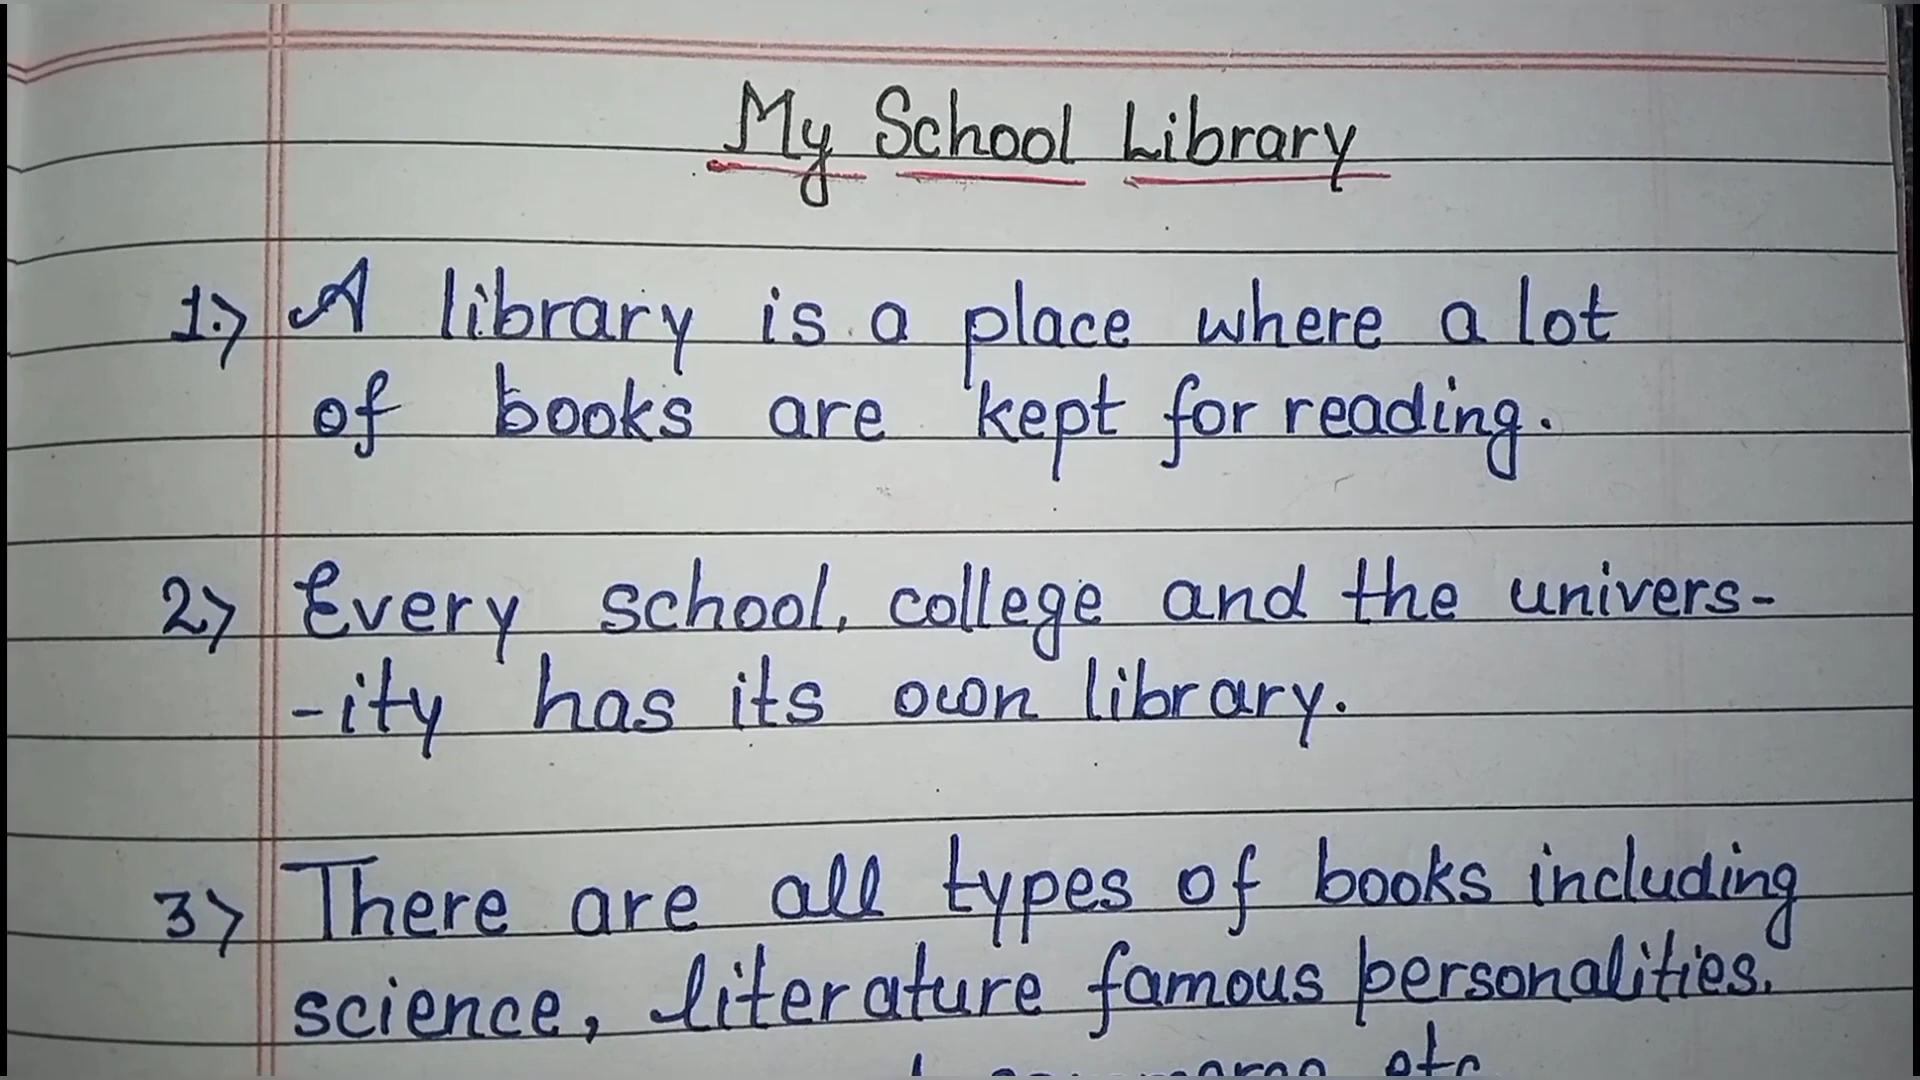 My School Library
1.) A library is a place where a lot
of books are kept for reading.
2) Every school, college and the univers-
-ity has its own library.
3) There are all types of books including
science, literature famous personalities.
etc